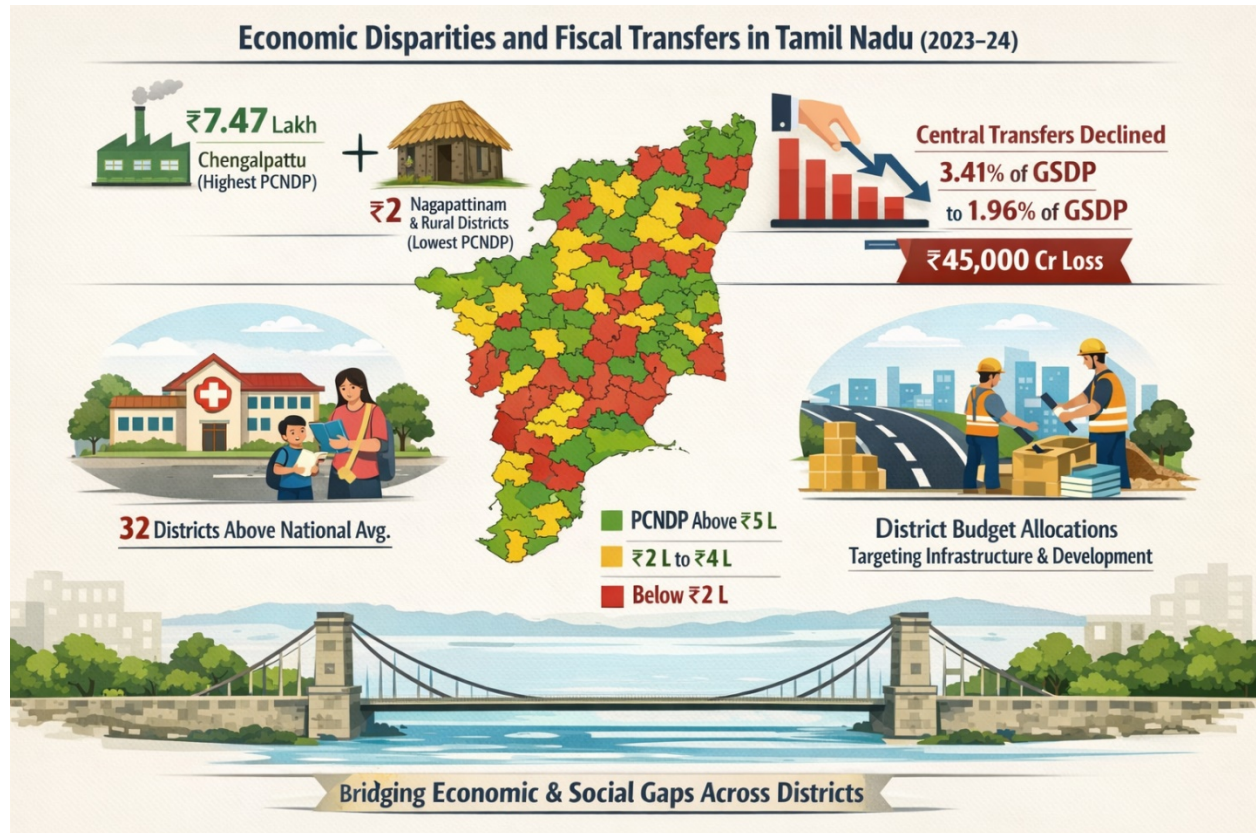 Economic Disparities and Fiscal Transfers in Tamil Nadu (2023–24)
₹7.47 Lakh
Chengalpattu
(Highest PCNDP)
₹2 Nagapattinam
& Rural Districts
(Lowest PCNDP)
Central Transfers Declined
3.41% of GSDP
to 1.96% of GSDP
₹45,000 Cr Loss
32 Districts Above National Avg.
PCNDP Above ₹5 L
₹2 L to ₹4 L
Below ₹2 L
District Budget Allocations
Targeting Infrastructure & Development
Bridging Economic & Social Gaps Across Districts